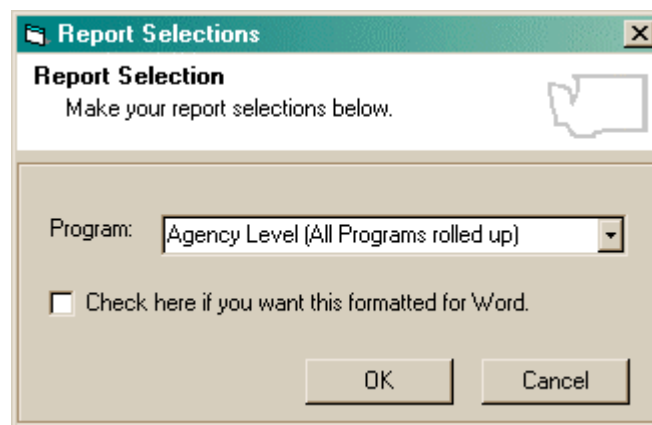 Report Selections
Report Selection
Make your report selections below.
Program: Agency Level (All Programs rolled up)
Check here if you want this formatted for Word.
OK Cancel